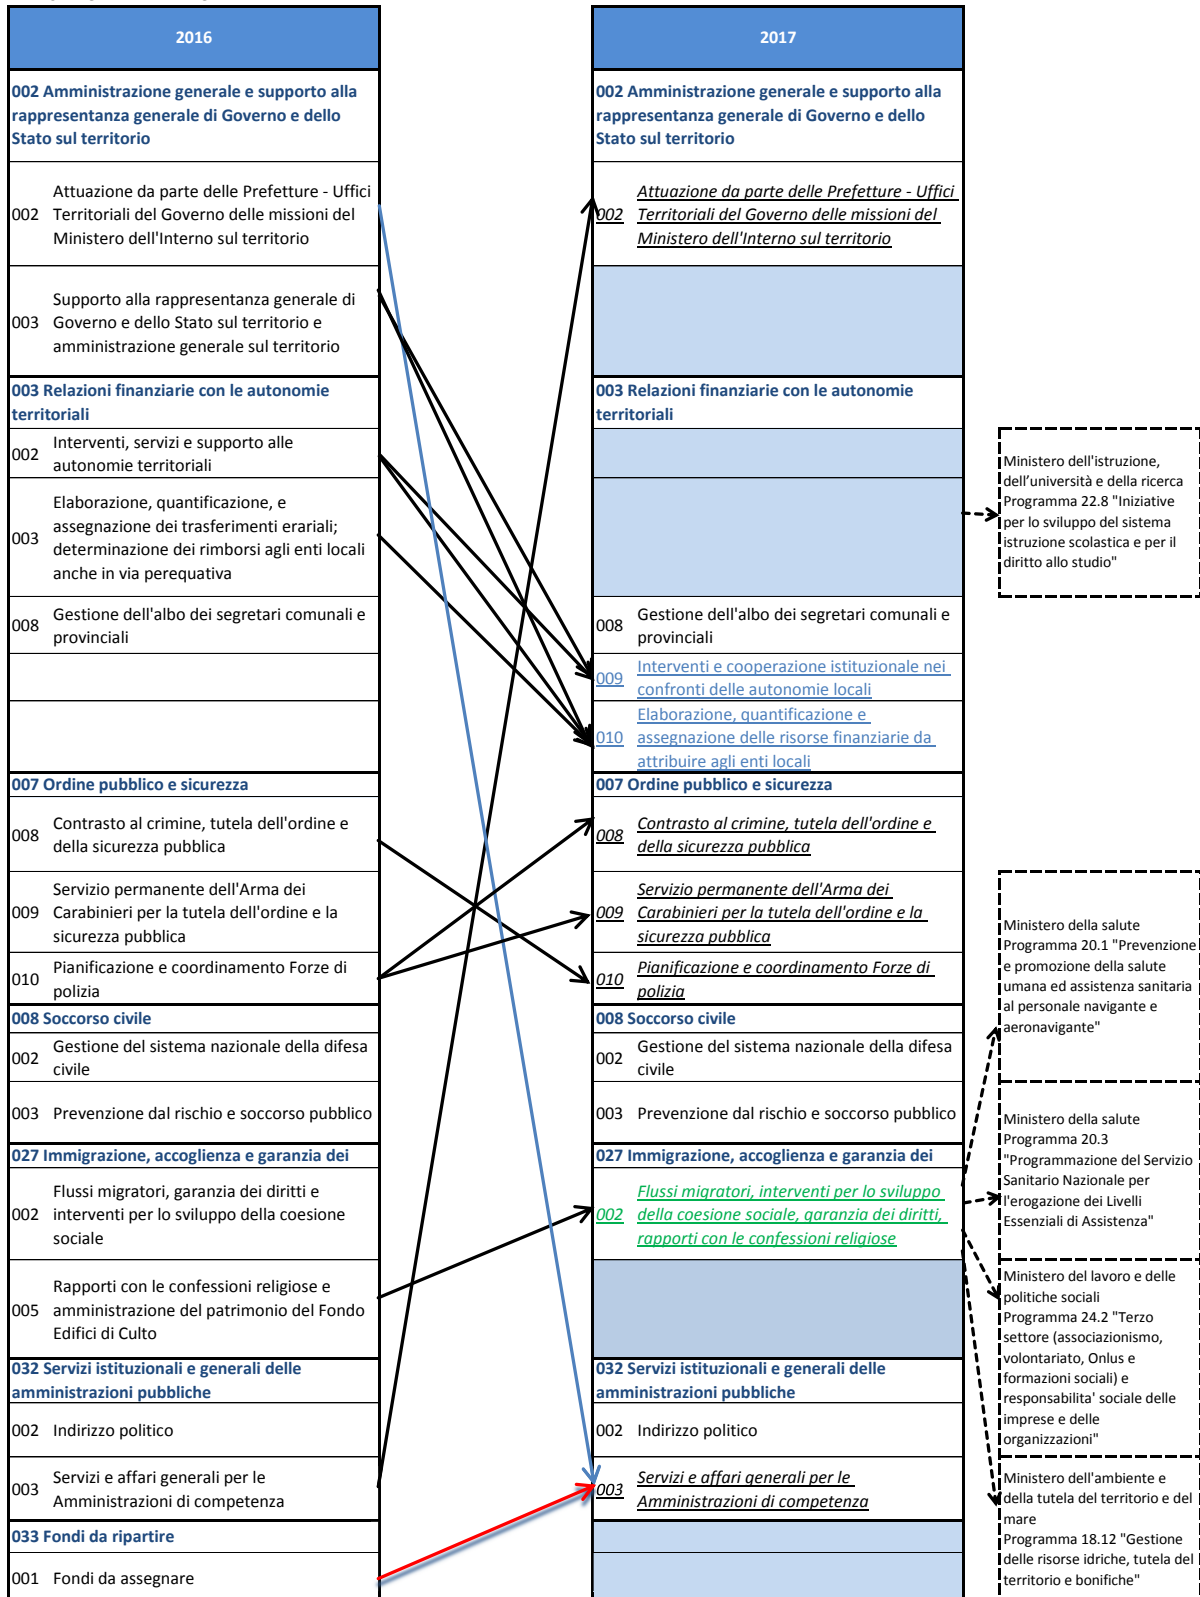 2016
002 Amministrazione generale e supporto alla
rappresentanza generale di Governo e dello
Stato sul territorio
002 Attuazione da parte delle Prefetture - Uffici
Territoriali del Governo delle missioni del
Ministero dell'Interno sul territorio
003 Supporto alla rappresentanza generale di
Governo e dello Stato sul territorio e
amministrazione generale sul territorio
003 Relazioni finanziarie con le autonomie
territoriali
002 Interventi, servizi e supporto alle
autonomie territoriali
003 Elaborazione, quantificazione, e
assegnazione dei trasferimenti erariali;
determinazione dei rimborsi agli enti locali
anche in via perequativa
008 Gestione dell'albo dei segretari comunali e
provinciali
007 Ordine pubblico e sicurezza
008 Contrasto al crimine, tutela dell'ordine e
della sicurezza pubblica
009 Servizio permanente dell'Arma dei
Carabinieri per la tutela dell'ordine e la
sicurezza pubblica
010 Pianificazione e coordinamento Forze di
polizia
008 Soccorso civile
002 Gestione del sistema nazionale della difesa
civile
003 Prevenzione dal rischio e soccorso pubblico
027 Immigrazione, accoglienza e garanzia dei
002 Flussi migratori, garanzia dei diritti e
interventi per lo sviluppo della coesione
sociale
005 Rapporti con le confessioni religiose e
amministrazione del patrimonio del Fondo
Edifici di Culto
032 Servizi istituzionali e generali delle
amministrazioni pubbliche
002 Indirizzo politico
003 Servizi e affari generali per le
Amministrazioni di competenza
033 Fondi da ripartire
001 Fondi da assegnare
2017
002 Amministrazione generale e supporto alla
rappresentanza generale di Governo e dello
Stato sul territorio
002 Attuazione da parte delle Prefetture - Uffici
Territoriali del Governo delle missioni del
Ministero dell'Interno sul territorio
003 Relazioni finanziarie con le autonomie
territoriali
008 Gestione dell'albo dei segretari comunali e
provinciali
009 Interventi e cooperazione istituzionale nei
confronti delle autonomie locali
010 Elaborazione, quantificazione e
assegnazione delle risorse finanziarie da
attribuire agli enti locali
007 Ordine pubblico e sicurezza
008 Contrasto al crimine, tutela dell'ordine e
della sicurezza pubblica
009 Servizio permanente dell'Arma dei
Carabinieri per la tutela dell'ordine e la
sicurezza pubblica
010 Pianificazione e coordinamento Forze di
polizia
008 Soccorso civile
002 Gestione del sistema nazionale della difesa
civile
003 Prevenzione dal rischio e soccorso pubblico
027 Immigrazione, accoglienza e garanzia dei
002 Flussi migratori, interventi per lo sviluppo
della coesione sociale, garanzia dei diritti,
rapporti con le confessioni religiose
032 Servizi istituzionali e generali delle
amministrazioni pubbliche
002 Indirizzo politico
003 Servizi e affari generali per le
Amministrazioni di competenza
Ministero dell'istruzione,
dell'università e della ricerca
Programma 22.8 "Iniziative
per lo sviluppo del sistema
istruzione scolastica e per il
diritto allo studio"
Ministero della salute
Programma 20.1 "Prevenzione
e promozione della salute
umana ed assistenza sanitaria
al personale navigante e
aeronavigante"
Ministero della salute
Programma 20.3
"Programmazione del Servizio
Sanitario Nazionale per
l'erogazione dei Livelli
Essenziali di Assistenza"
Ministero del lavoro e delle
politiche sociali
Programma 24.2 "Terzo
settore (associazionismo,
volontariato, Onlus e
formazioni sociali) e
responsabilita' sociale delle
imprese e delle
organizzazioni"
Ministero dell'ambiente e
della tutela del territorio e del
mare
Programma 18.12 "Gestione
delle risorse idriche, tutela del
territorio e bonifiche"